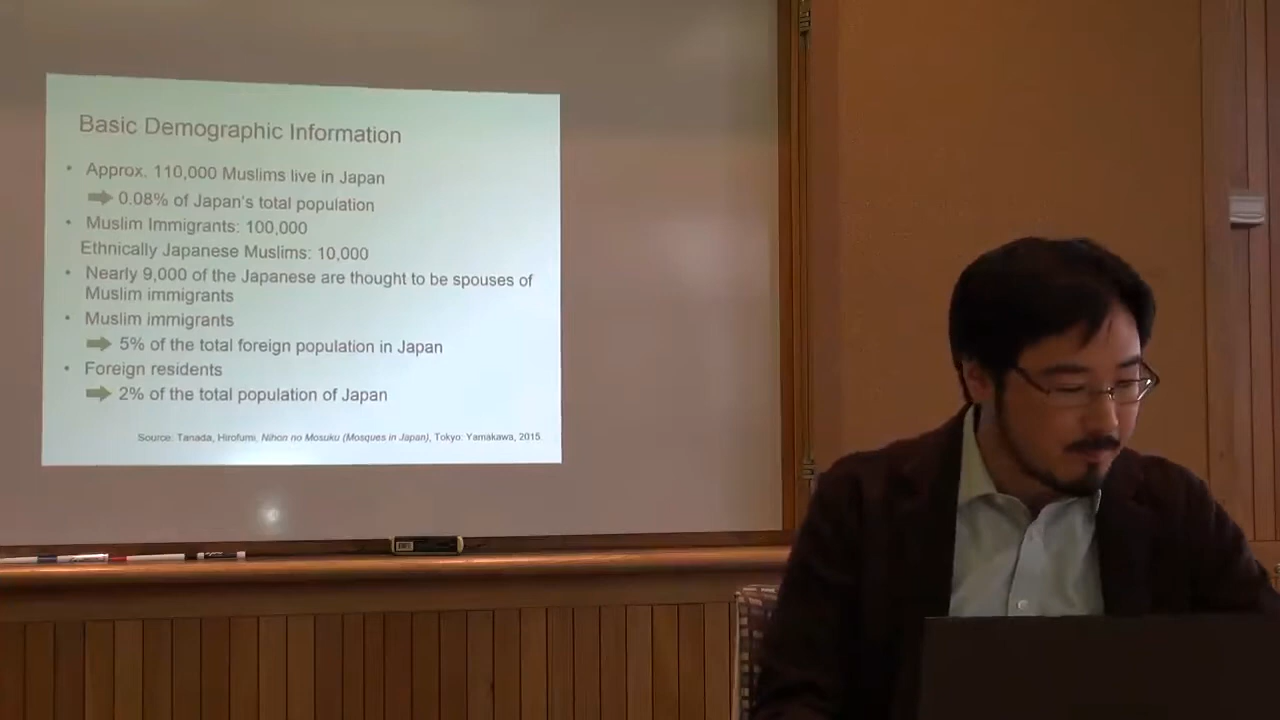 Basic Demographic Information
• Approx. 110,000 Muslims live in Japan
0.08% of Japan's total population
• Muslim Immigrants: 100,000
Ethnically Japanese Muslims: 10,000
• Nearly 9,000 of the Japanese are thought to be spouses of
Muslim immigrants
• Muslim immigrants
5% of the total foreign population in Japan
• Foreign residents
2% of the total population of Japan
Source: Tanada, Hirofumi, Nihon no Mosuku (Mosques in Japan), Tokyo: Yamakawa, 2015.